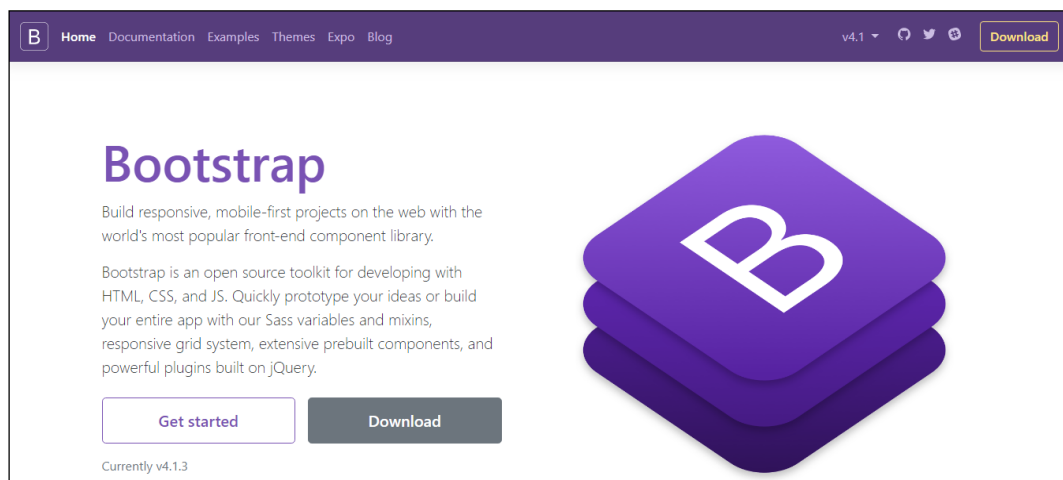 B Home Documentation Examples Themes Expo Blog v4.1 Download
Bootstrap
Build responsive, mobile-first projects on the web with the
world's most popular front-end component library.
Bootstrap is an open source toolkit for developing with
HTML, CSS, and JS. Quickly prototype your ideas or build
your entire app with our Sass variables and mixins,
responsive grid system, extensive prebuilt components, and
powerful plugins built on jQuery.
Get started Download
Currently v4.1.3
B